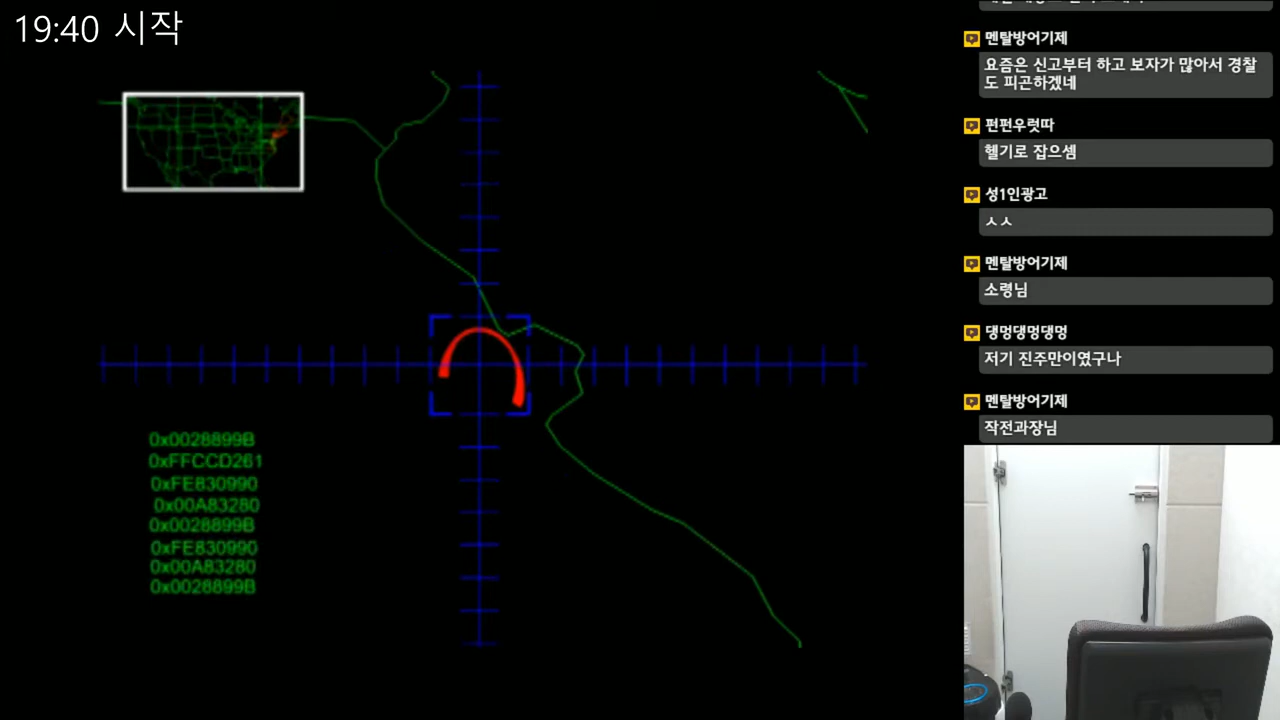 19:40 시작
0x0028899B
0xFFCCD261
0xFE830990
0x00A83280
0x0028899B
0xFE830990
0x00A83280
0x0028899B
멘탈방어기제
요즘은 신고부터 하고 보자가 많아서 경찰
도 피곤하겠네
펀펀우럿따
헬기로 잡으셈
성1인광고
ㅅㅅ
멘탈방어기제
소령님
댕멍댕멍댕멍
저기 진주만이였구나
멘탈방어기제
작전과장님